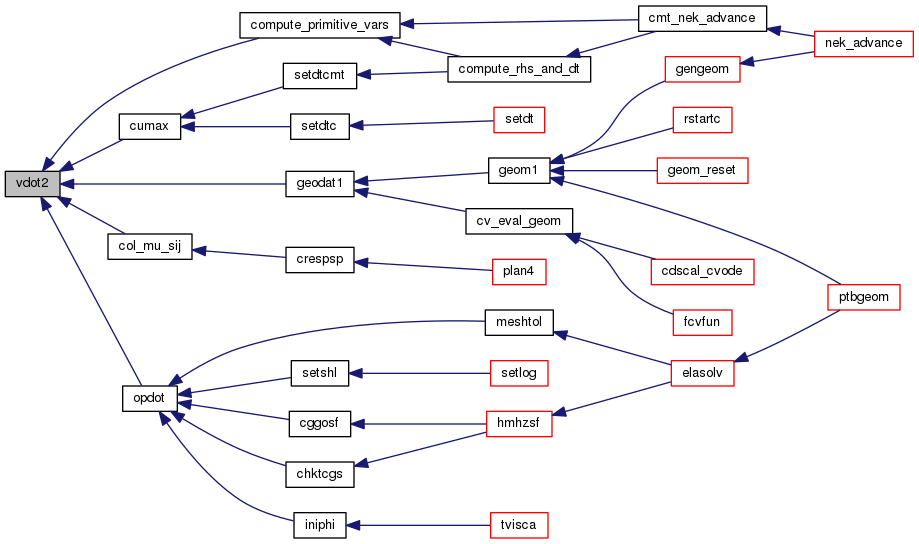 compute_primitive_vars
cmt_nek_advance
nek_advance
setdtcmt
compute_rhs_and_dt
gengeom
cumax
setdtc
setdt
rstartc
vdot2
geodat1
geom1
geom_reset
cv_eval_geom
col_mu_sij
crespsp
plan4
cdscal_cvode
ptbgeom
meshtol
fcvfun
opdot
setshl
setlog
elasolv
cggosf
hmhzsf
chktcgs
iniphi
tvisca